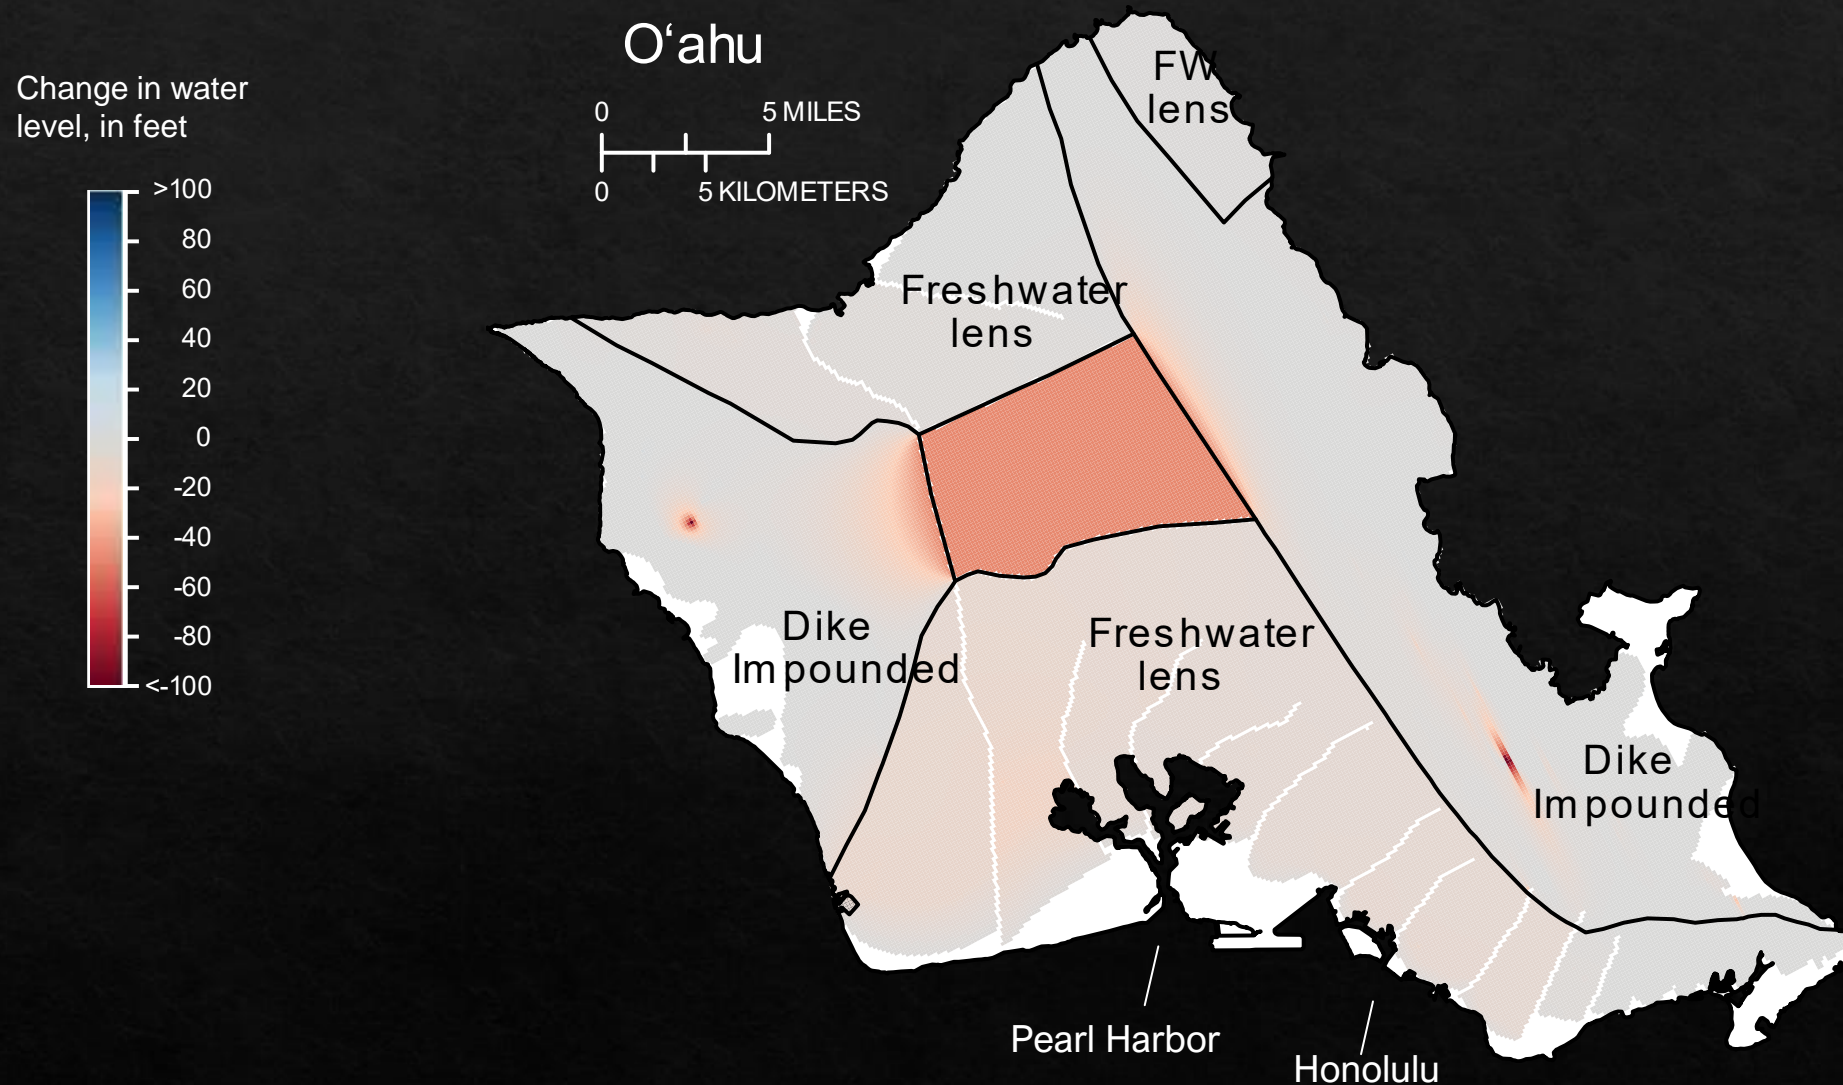 Oʻahu
Change in water
level, in feet
0 5 MILES
0 5 KILOMETERS
>100
80
60
40
20
0
-20
-40
-60
-80
<-100
FW
lens
Freshwater
lens
Dike
Impounded
Freshwater
lens
Dike
Impounded
Pearl Harbor
Honolulu